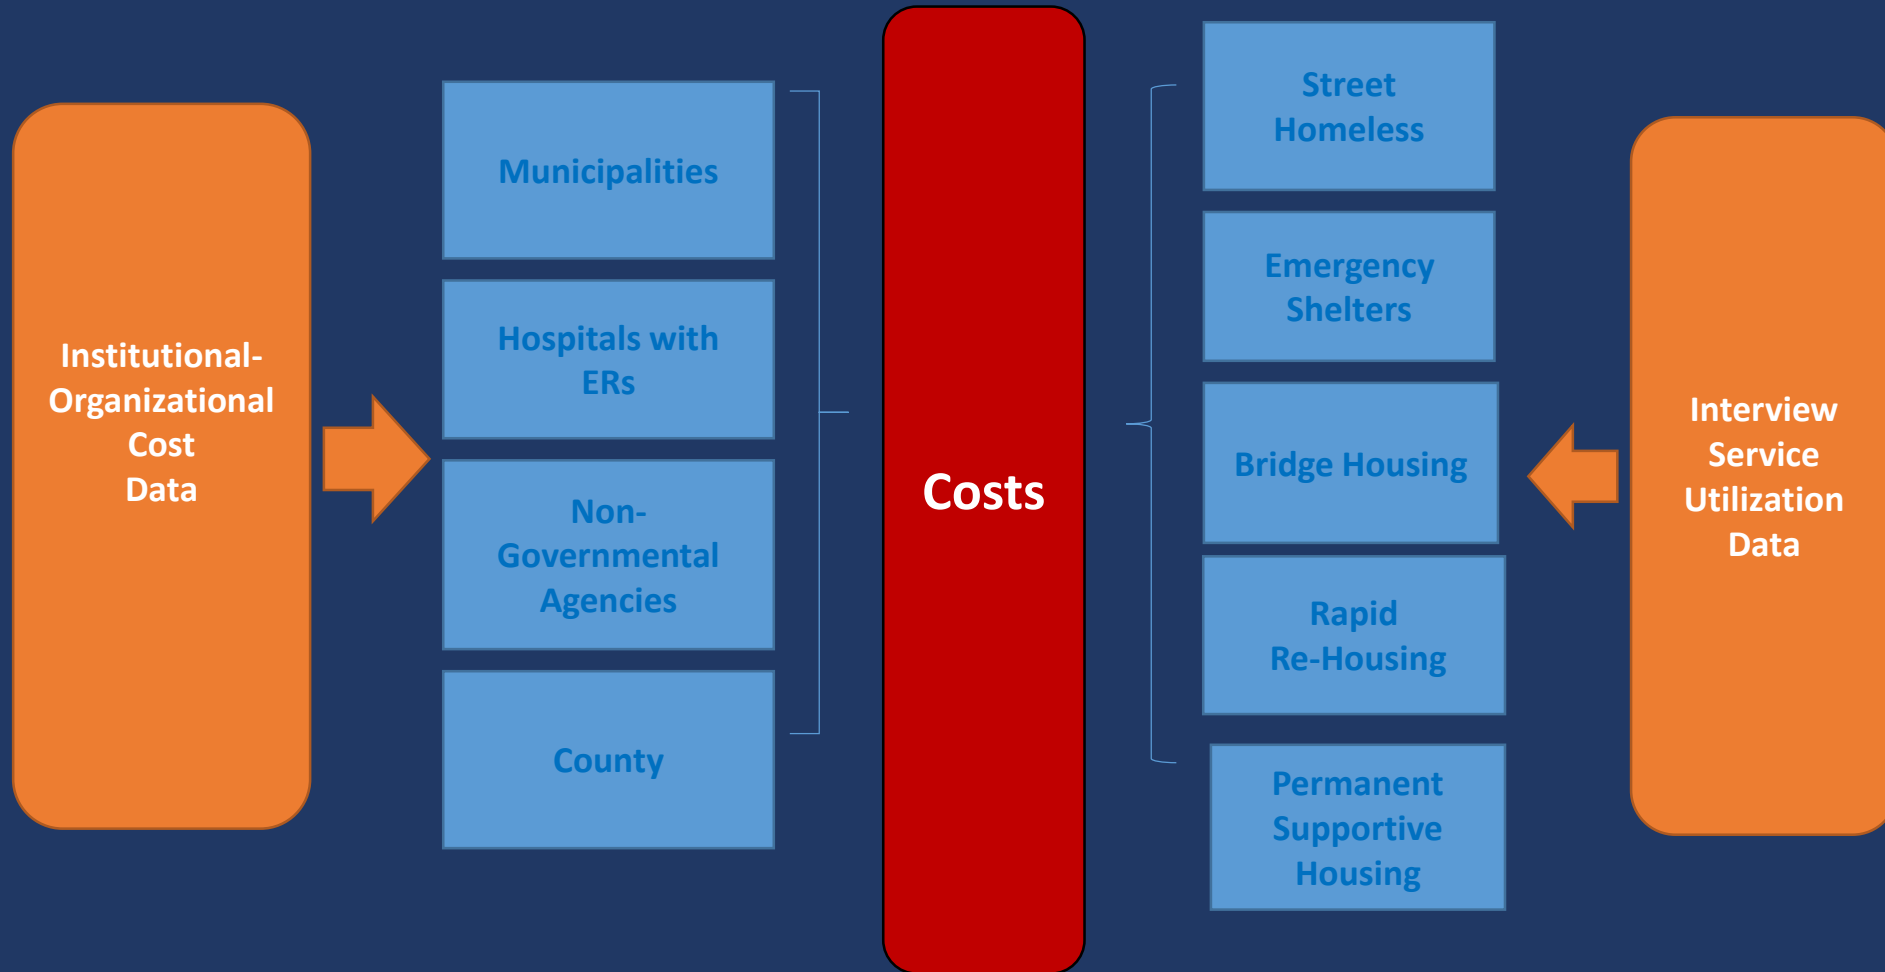 Institutional-
Organizational
Cost
Data
Municipalities
Hospitals with
ERs
Non-
Governmental
Agencies
County
Costs
Street
Homeless
Emergency
Shelters
Bridge Housing
Rapid
Re-Housing
Permanent
Supportive
Housing
Interview
Service
Utilization
Data